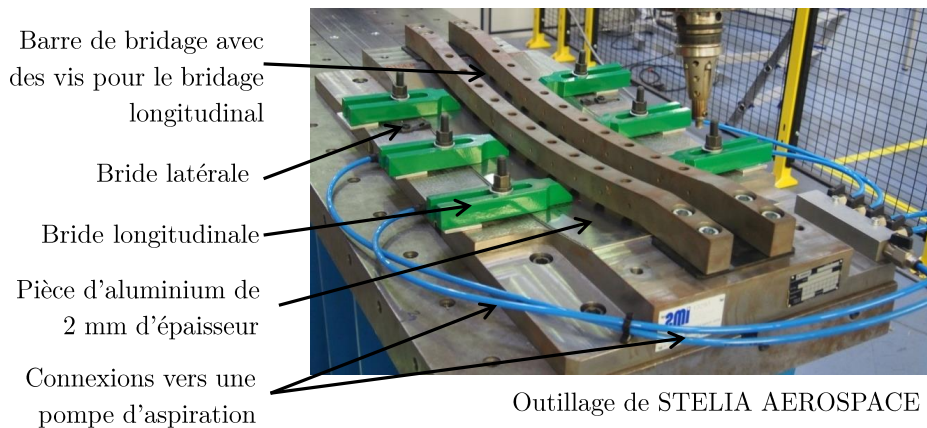 Barre de bridage avec
des vis pour le bridage
longitudinal
Bride latérale
Bride longitudinale
Pièce d'aluminium de
2 mm d'épaisseur
Connexions vers une
pompe d'aspiration
Outillage de STELIA AEROSPACE